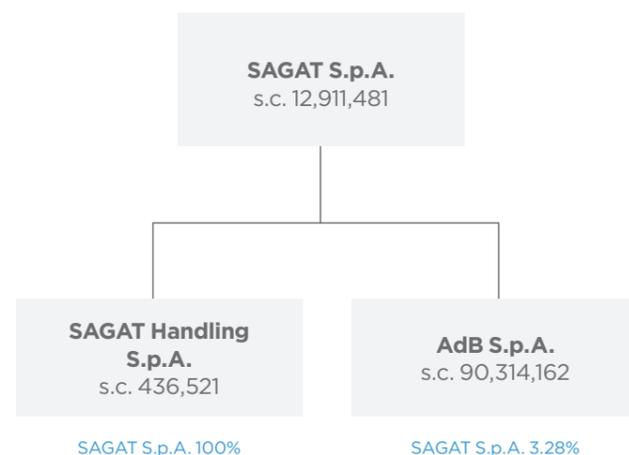 SAGAT S.p.A.
s.c. 12,911,481
SAGAT Handling
S.p.A.
s.c. 436,521
AdB S.p.A.
s.c. 90,314,162
SAGAT S.p.A. 100%
SAGAT S.p.A. 3.28%